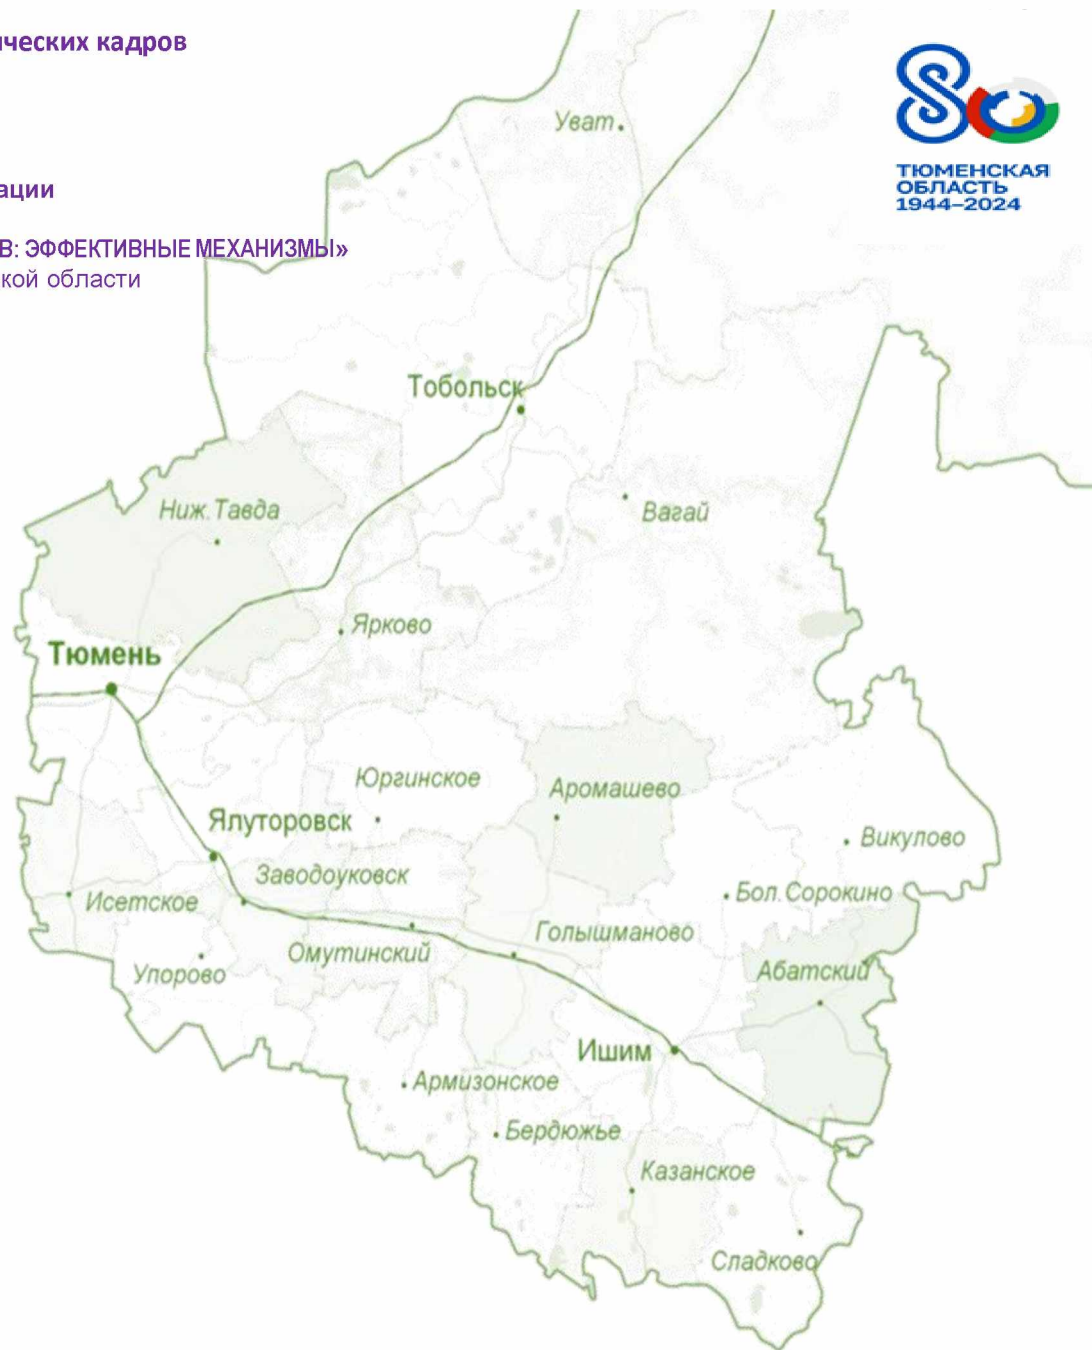 ических кадров
ации
В: ЭФФЕКТИВНЫЕ МЕХАНИЗМЫ»
кой области
80
ТЮМЕНСКАЯ
ОБЛАСТЬ
1944–2024
Уват
Тобольск
Ниж.Тавда
Вагай
Ярково
Тюмень
Юргинское
Аромашево
Ялуторовск
Викулово
Заводоуковск
Бол.Сорокино
Исетское
Голышманово
Омутинский
Упорово
Абатский
Ишим
Армизонское
Бердюжье
Казанское
Сладково